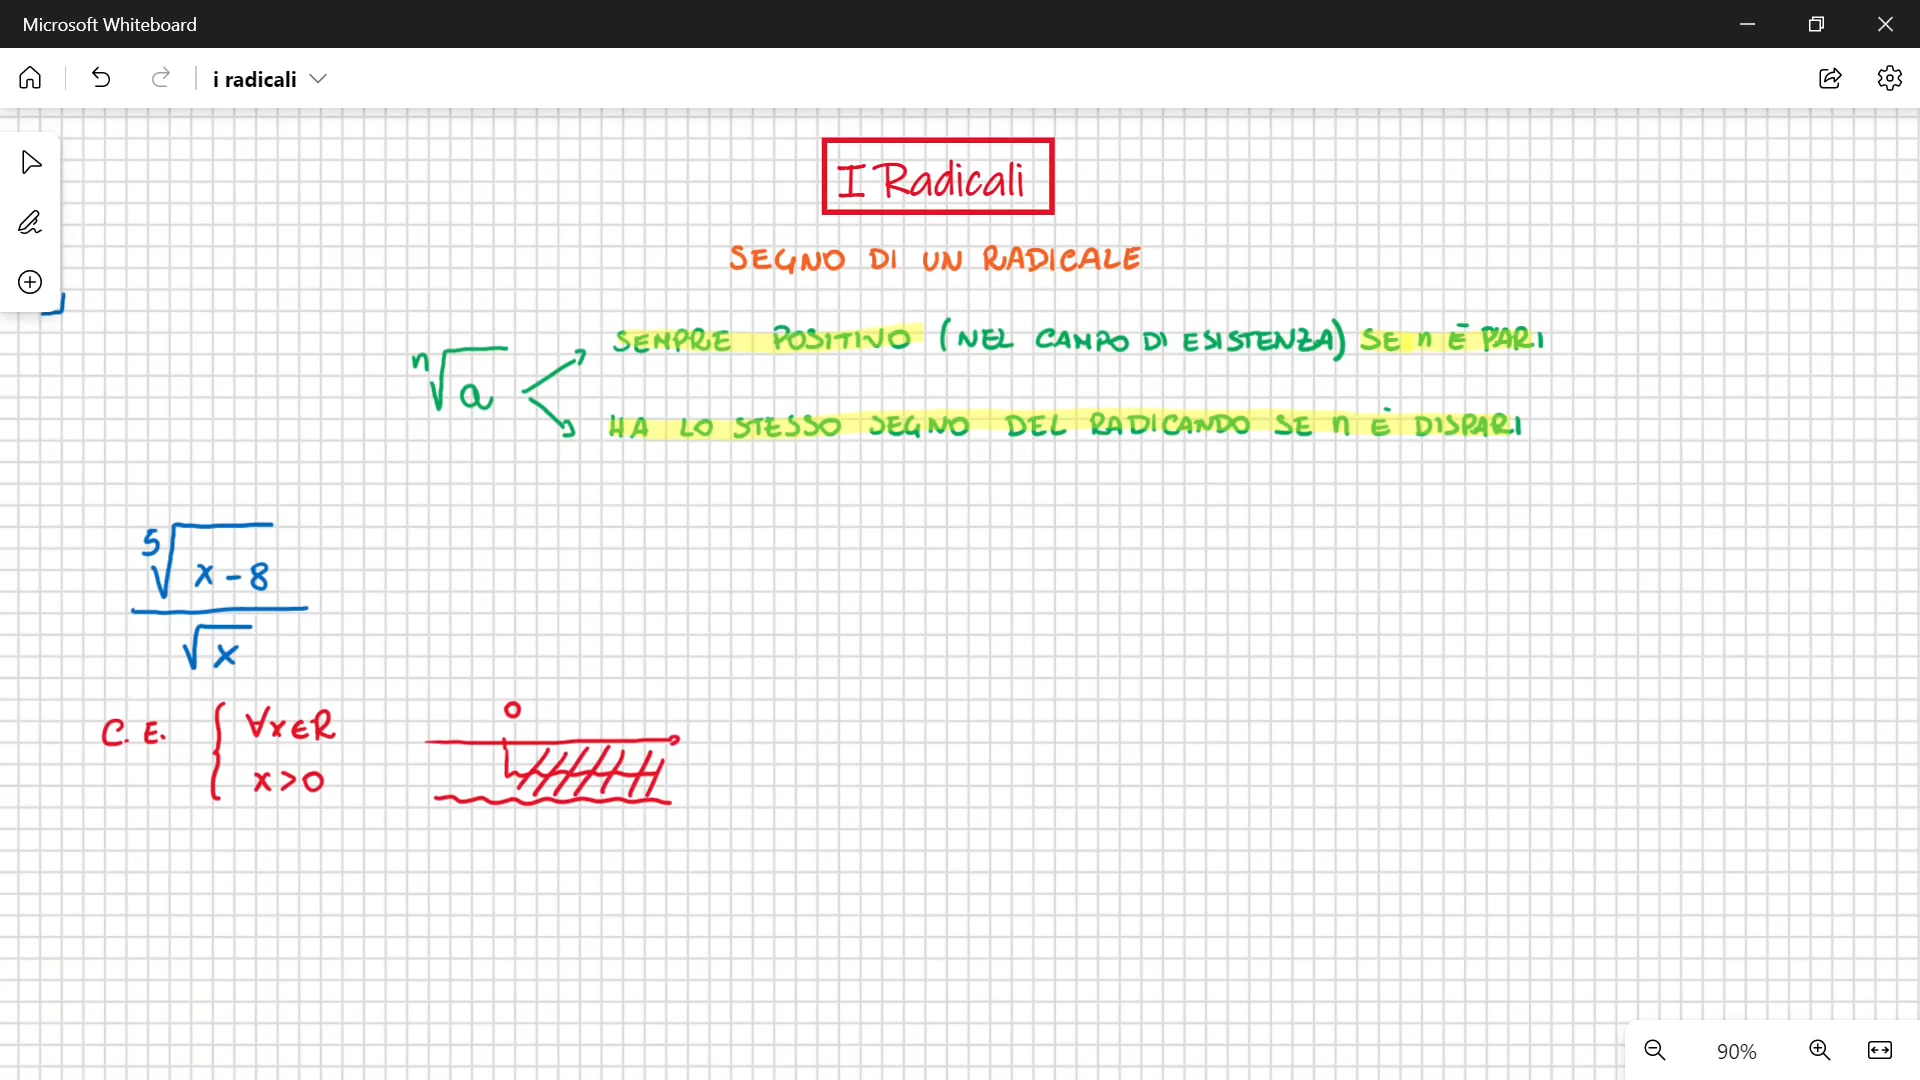 Microsoft Whiteboard
i radicali
I Radicali
SEGNO DI UN RADICALE
ⁿ√a
SEMPRE POSITIVO (NEL CAMPO DI ESISTENZA) SE n È PARI
HA LO STESSO SEGNO DEL RADICANDO SE n È DISPARI
⁵√x-8
√x
0
C.E. { ∀x∈R
x>0
90%